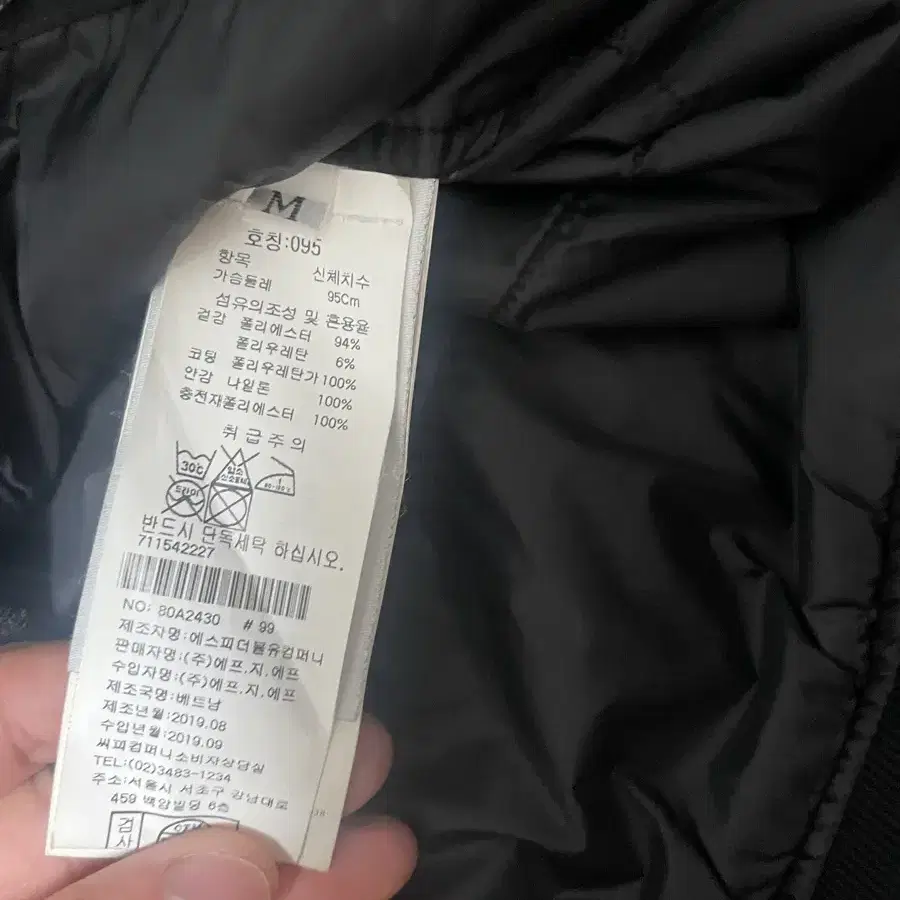 M
호칭:095
항목 신체치수
가슴둘레 95Cm
섬유의조성 및 혼용율
겉감 폴리에스터 94%
폴리우레탄 6%
코팅 폴리우레탄가 100%
안감 나일론 100%
충전재폴리에스터 100%
취급주의
30℃
드라이
반드시 단독세탁 하십시오.
711542227
NO: 80A2430 # 99
제조자명:에스피더블유컴퍼니
판매자명:(주)에프.지.에프
수입자명:(주)에프.지.에프
제조국명:베트남
제조년월:2019.08
수입년월:2019.09
씨피컴퍼니소비자상담실
TEL:(02)3483-1234
주소:서울시 서초구 강남대로
459 백암빌딩 6층
검사